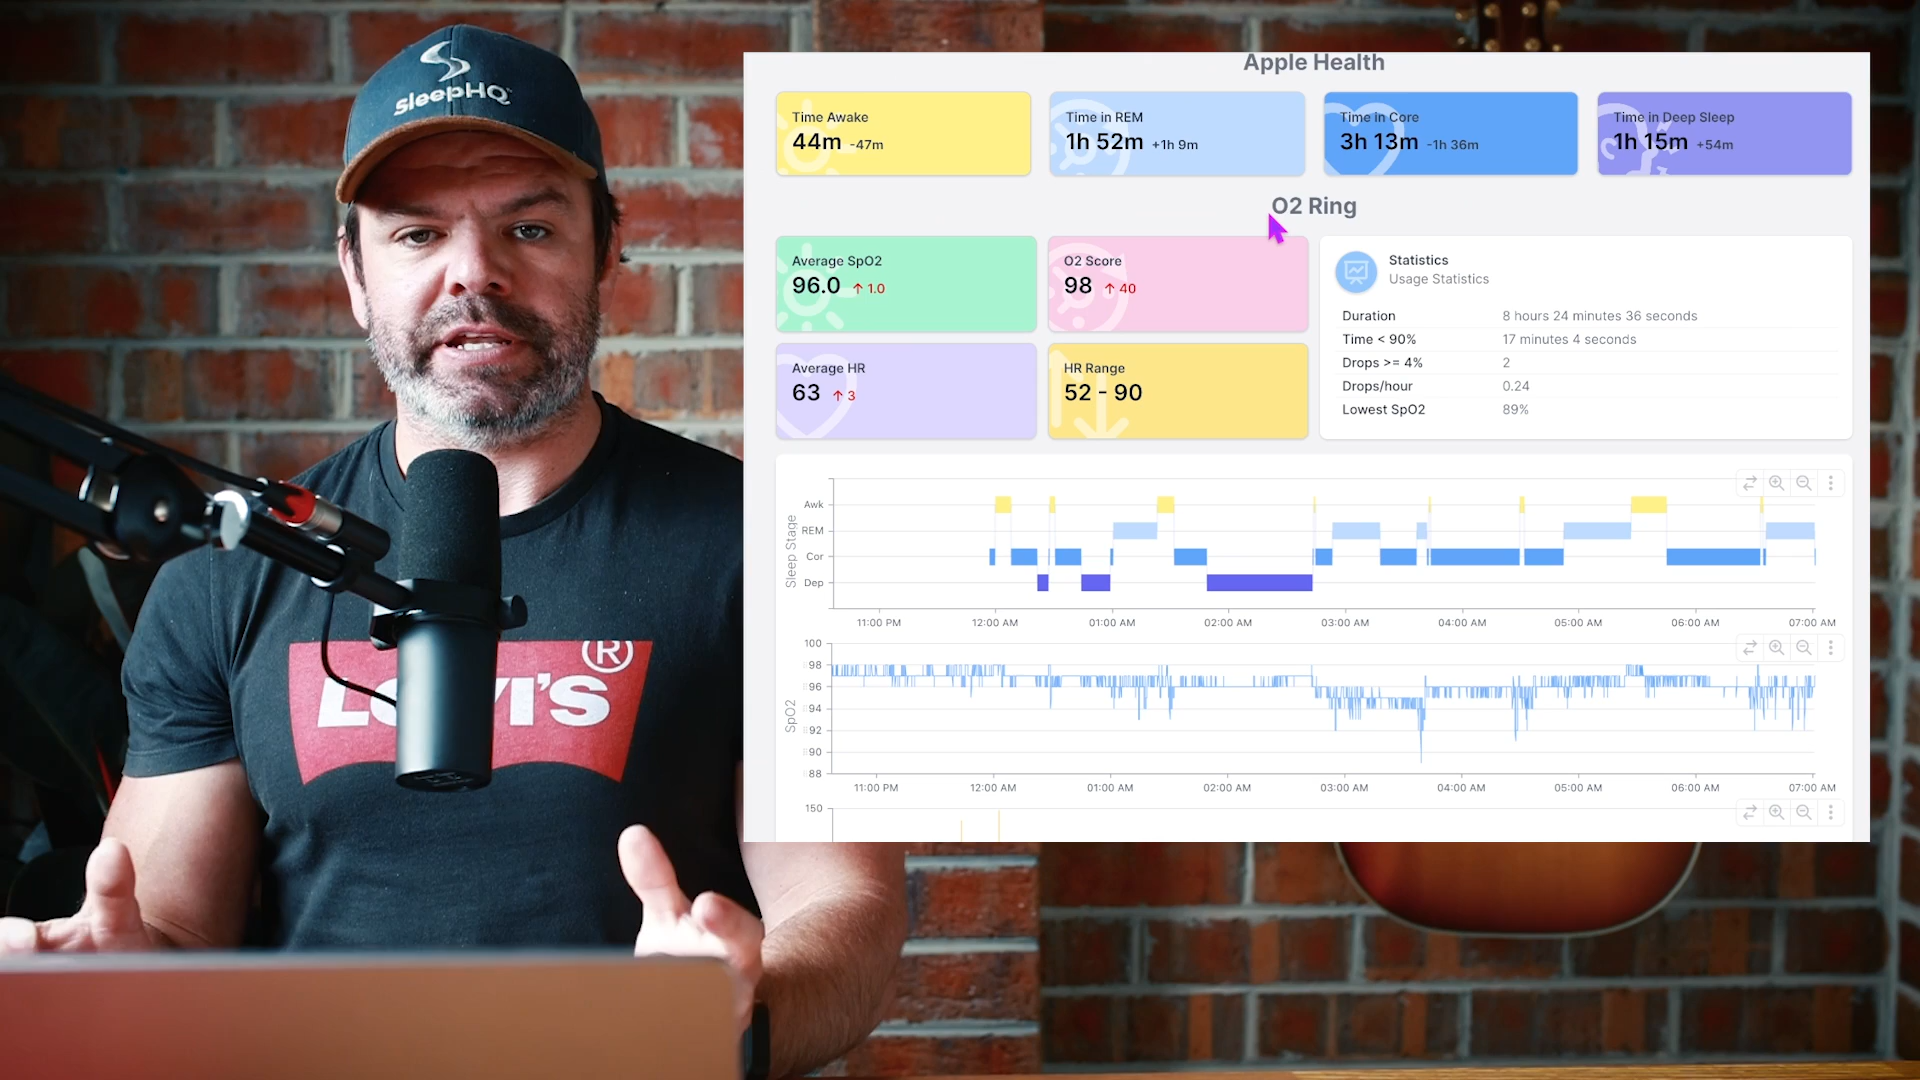 SleepHQ
LEVI'S
®
Apple Health
Time Awake
44m -47m
Time in REM
1h 52m +1h 9m
Time in Core
3h 13m -1h 36m
Time in Deep Sleep
1h 15m +54m
O2 Ring
Average SpO2
96.0 ↑ 1.0
O2 Score
98 ↑ 40
Average HR
63 ↑ 3
HR Range
52 - 90
Statistics
Usage Statistics
Duration 8 hours 24 minutes 36 seconds
Time < 90% 17 minutes 4 seconds
Drops >= 4% 2
Drops/hour 0.24
Lowest SpO2 89%
Sleep Stage
Awk
REM
Cor
Dep
11:00 PM 12:00 AM 01:00 AM 02:00 AM 03:00 AM 04:00 AM 05:00 AM 06:00 AM 07:00 AM
SpO2
100
98
96
94
92
90
88
11:00 PM 12:00 AM 01:00 AM 02:00 AM 03:00 AM 04:00 AM 05:00 AM 06:00 AM 07:00 AM
150